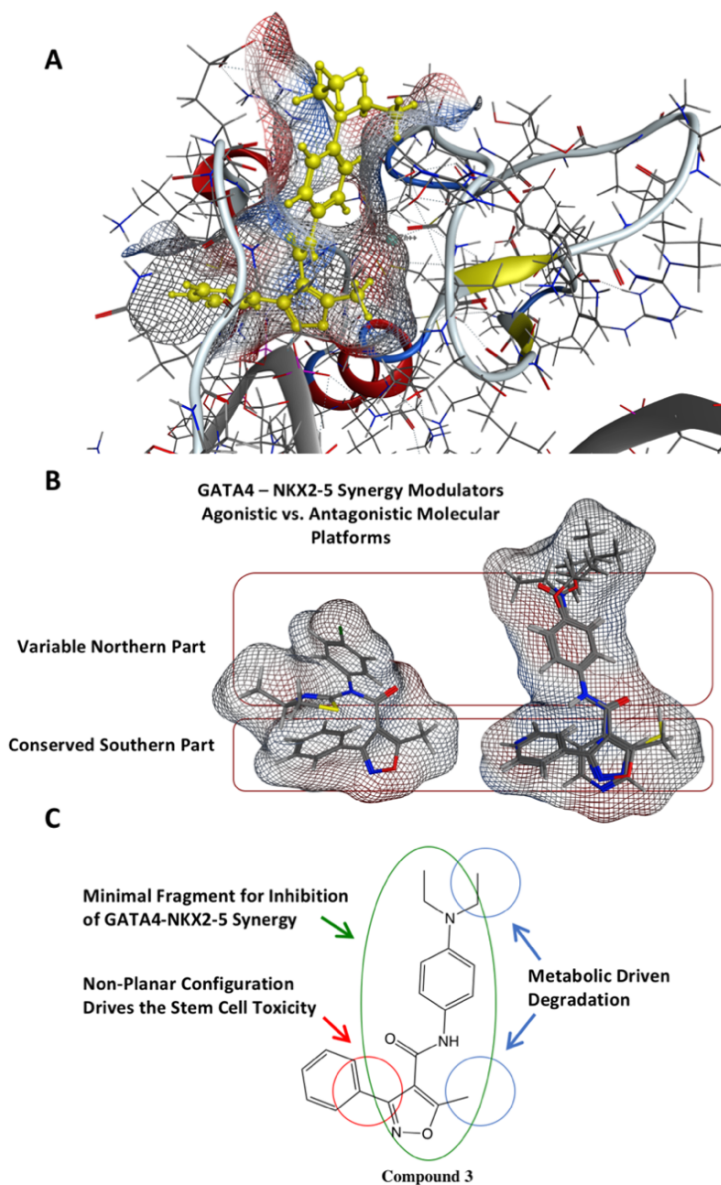 A
B
GATA4 – NKX2-5 Synergy Modulators
Agonistic vs. Antagonistic Molecular
Platforms
Variable Northern Part
Conserved Southern Part
C
Minimal Fragment for Inhibition
of GATA4-NKX2-5 Synergy
Non-Planar Configuration
Drives the Stem Cell Toxicity
Metabolic Driven
Degradation
N
O
NH
N
O
Compound 3